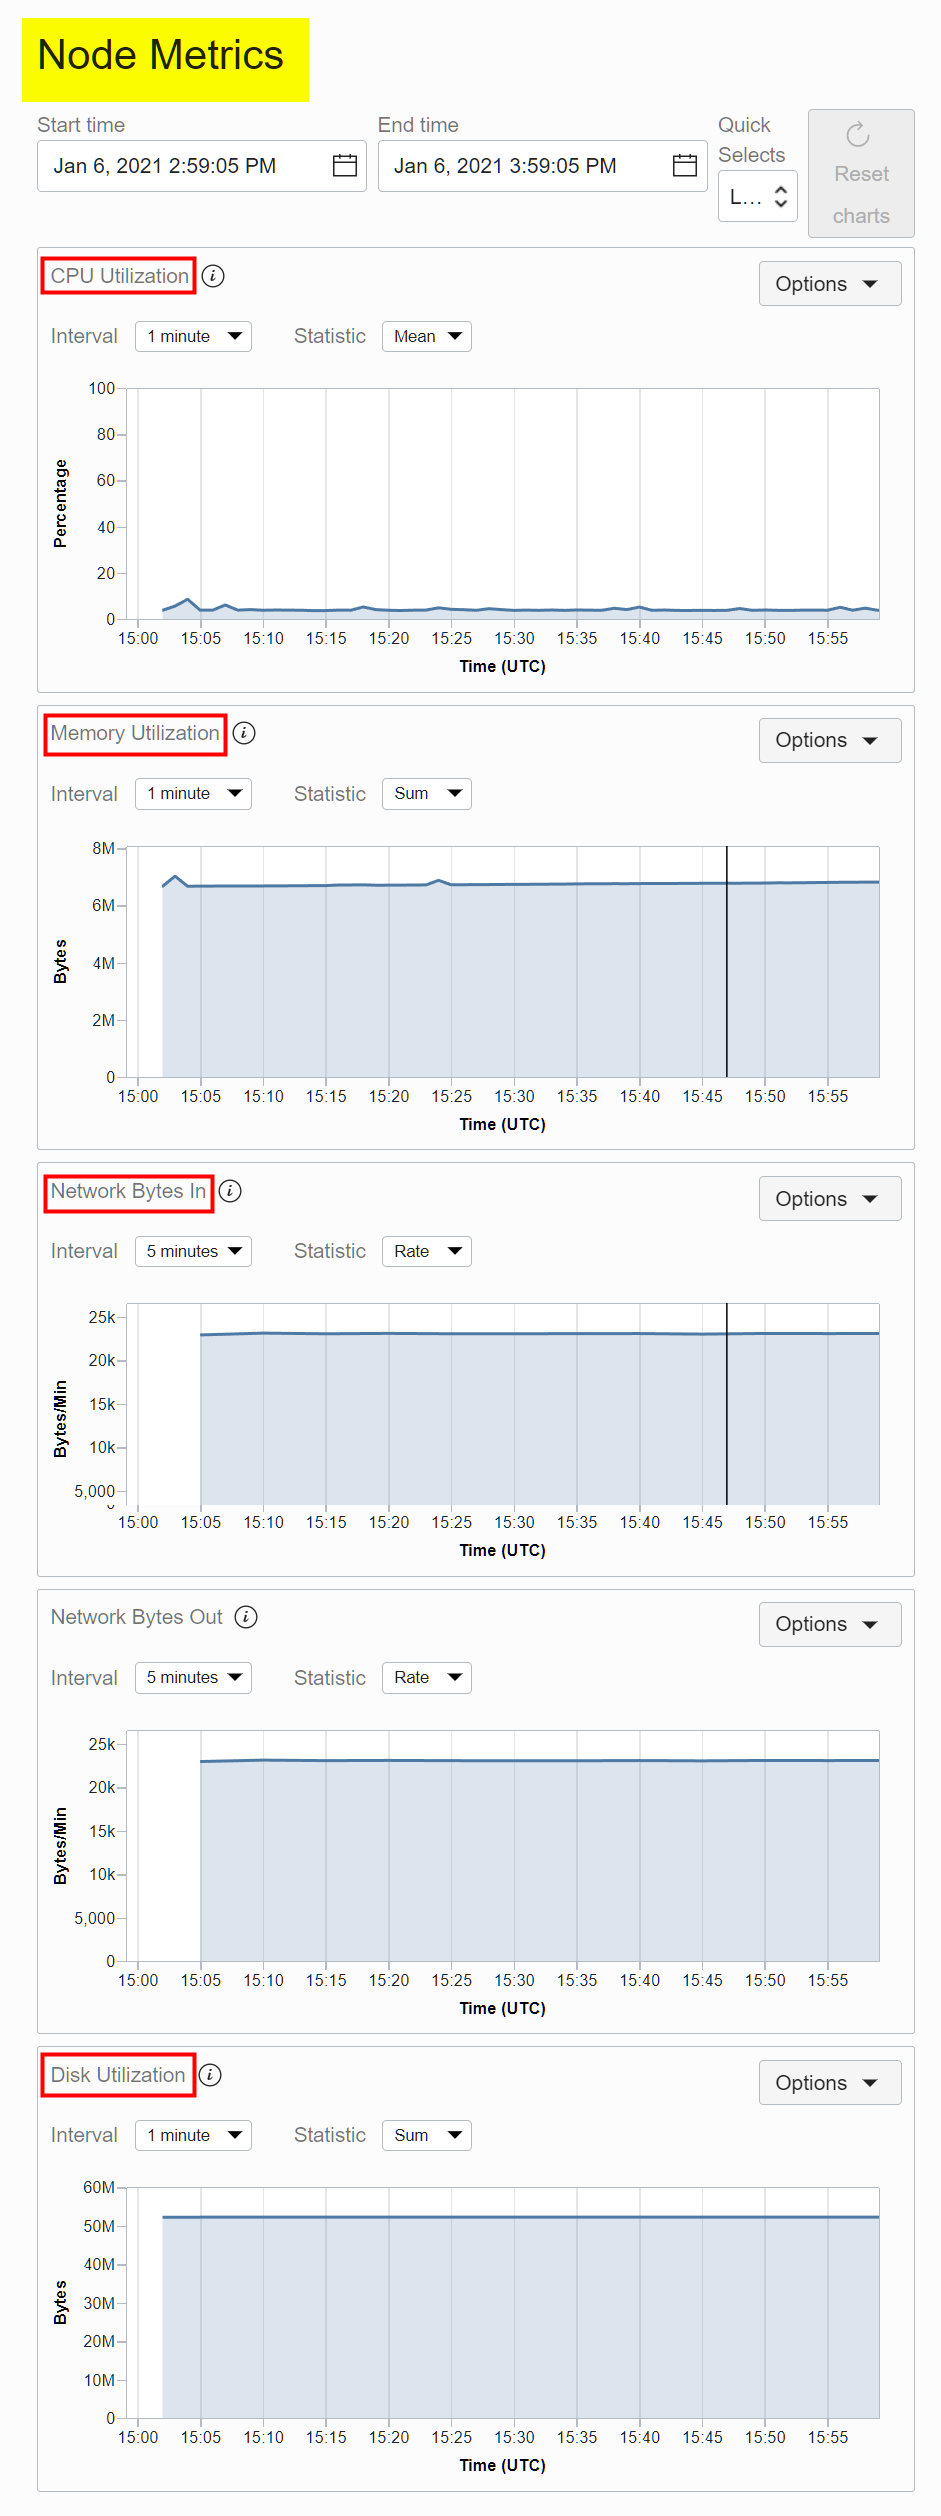 Node Metrics
Start time
End time
Quick Selects
Jan 6, 2021 2:59:05 PM
Jan 6, 2021 3:59:05 PM
L...
Reset charts
CPU Utilization
Options
Interval 1 minute Statistic Mean
100
80
60
40
20
0
Percentage
15:00 15:05 15:10 15:15 15:20 15:25 15:30 15:35 15:40 15:45 15:50 15:55
Time (UTC)
Memory Utilization
Options
Interval 1 minute Statistic Sum
8M
6M
4M
2M
0
Bytes
15:00 15:05 15:10 15:15 15:20 15:25 15:30 15:35 15:40 15:45 15:50 15:55
Time (UTC)
Network Bytes In
Options
Interval 5 minutes Statistic Rate
25k
20k
15k
10k
5,000
0
Bytes/Min
15:00 15:05 15:10 15:15 15:20 15:25 15:30 15:35 15:40 15:45 15:50 15:55
Time (UTC)
Network Bytes Out
Options
Interval 5 minutes Statistic Rate
25k
20k
15k
10k
5,000
0
Bytes/Min
15:00 15:05 15:10 15:15 15:20 15:25 15:30 15:35 15:40 15:45 15:50 15:55
Time (UTC)
Disk Utilization
Options
Interval 1 minute Statistic Sum
60M
50M
40M
30M
20M
10M
0
Bytes
15:00 15:05 15:10 15:15 15:20 15:25 15:30 15:35 15:40 15:45 15:50 15:55
Time (UTC)